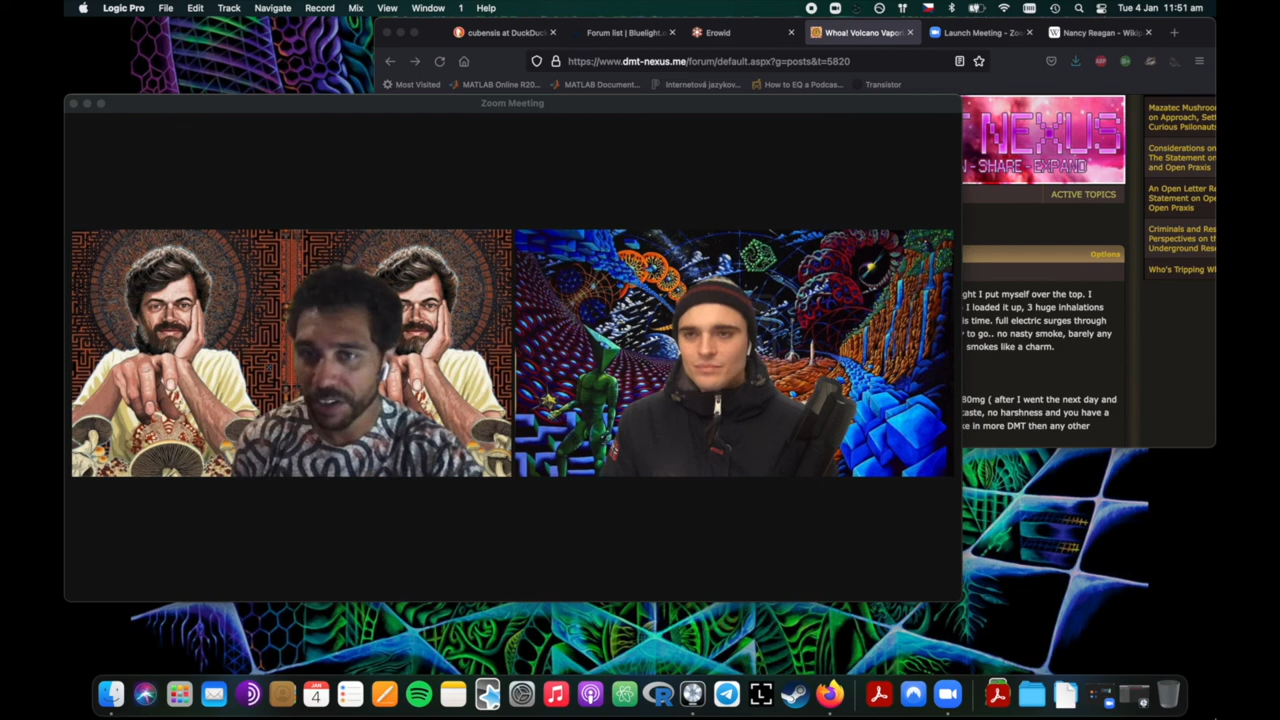 Logic Pro File Edit Track Navigate Record Mix View Window 1 Help Tue 4 Jan 11:51 am
cubensis at DuckDuc Forum list | Bluelight. Erowid Whoa! Volcano Vapori Launch Meeting - Zoo Nancy Reagan - Wikip
https://www.dmt-nexus.me/forum/default.aspx?g=posts&t=5820
Most Visited MATLAB Online R20... MATLAB Document... Internetová jazykov... How to EQ a Podcas... Transistor
Zoom Meeting
NEXUS
- SHARE - EXPAND
ACTIVE TOPICS
Mazatec Mushroo
on Approach, Set
Curious Psilonaut
Considerations on
The Statement on
and Open Praxis
An Open Letter Re
Statement on Ope
Open Praxis
Criminals and Res
Perspectives on th
Underground Rese
Who's Tripping W
Options
ght I put myself over the top. I
I loaded it up, 3 huge inhalations
is time. full electric surges through
to go.. no nasty smoke, barely any
smokes like a charm.
80mg ( after I went the next day and
taste, no harshness and you have a
ke in more DMT then any other
JAN
4